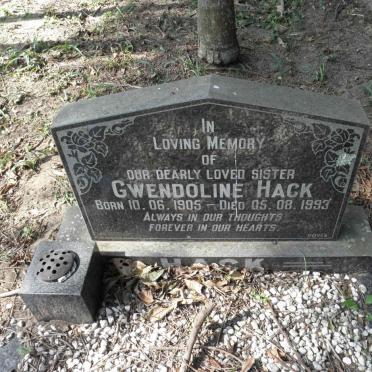 IN
LOVING MEMORY
OF
OUR DEARLY LOVED SISTER
GWENDOLINE HACK
BORN 10.06.1905 – DIED 05.08.1993
ALWAYS IN OUR THOUGHTS
FOREVER IN OUR HEARTS.
HACK